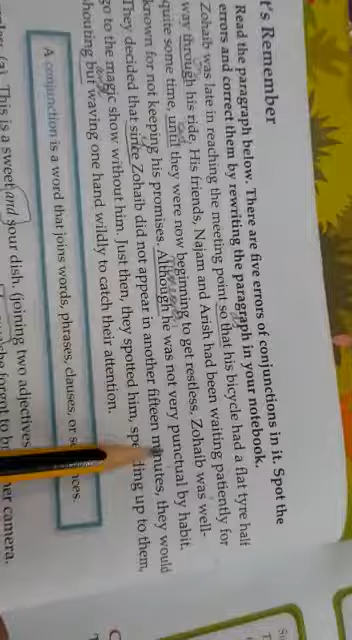 t's Remember
Read the paragraph below. There are five errors of conjunctions in it. Spot the
errors and correct them by rewriting the paragraph in your notebook.
Zohaib was late in reaching the meeting point so that his bicycle had a flat tyre half
way through his ride. His friends, Najam and Arish had been waiting patiently for
quite some time, until they were now beginning to get restless. Zohaib was well-
known for not keeping his promises. Although he was not very punctual by habit.
They decided that since Zohaib did not appear in another fifteen minutes, they would
go to the magic show without him. Just then, they spotted him, spe ding up to them,
shouting but waving one hand wildly to catch their attention.
A conjunction is a word that joins words, phrases, clauses, or se nces.
(a) This is a sweet and sour dish. (joining two adjectives
she forgot to b her camera.